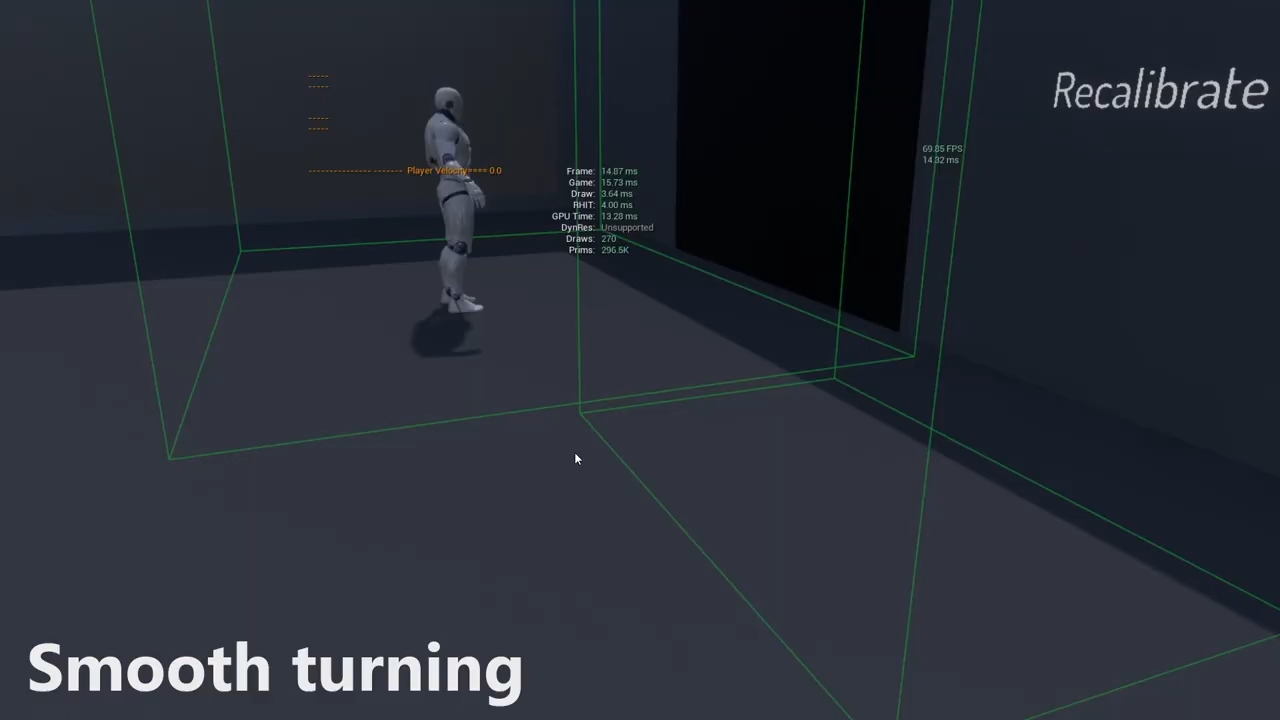 Recalibrate
-----
-----
-----
-----
69.85 FPS
14.32 ms
--------------- ------- Player Velocity==== 0.0
Frame: 14.87 ms
Game: 15.73 ms
Draw: 3.64 ms
RHIT: 4.00 ms
GPU Time: 13.28 ms
DynRes: Unsupported
Draws: 270
Prims: 296.5K
Smooth turning